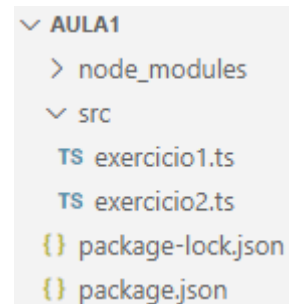 AULA1
node_modules
src
TS exercicio1.ts
TS exercicio2.ts
{} package-lock.json
{} package.json